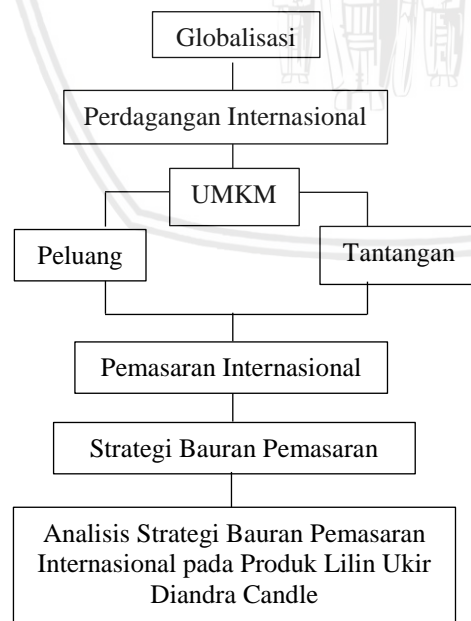 Globalisasi
Perdagangan Internasional
UMKM
Peluang
Tantangan
Pemasaran Internasional
Strategi Bauran Pemasaran
Analisis Strategi Bauran Pemasaran
Internasional pada Produk Lilin Ukir
Diandra Candle